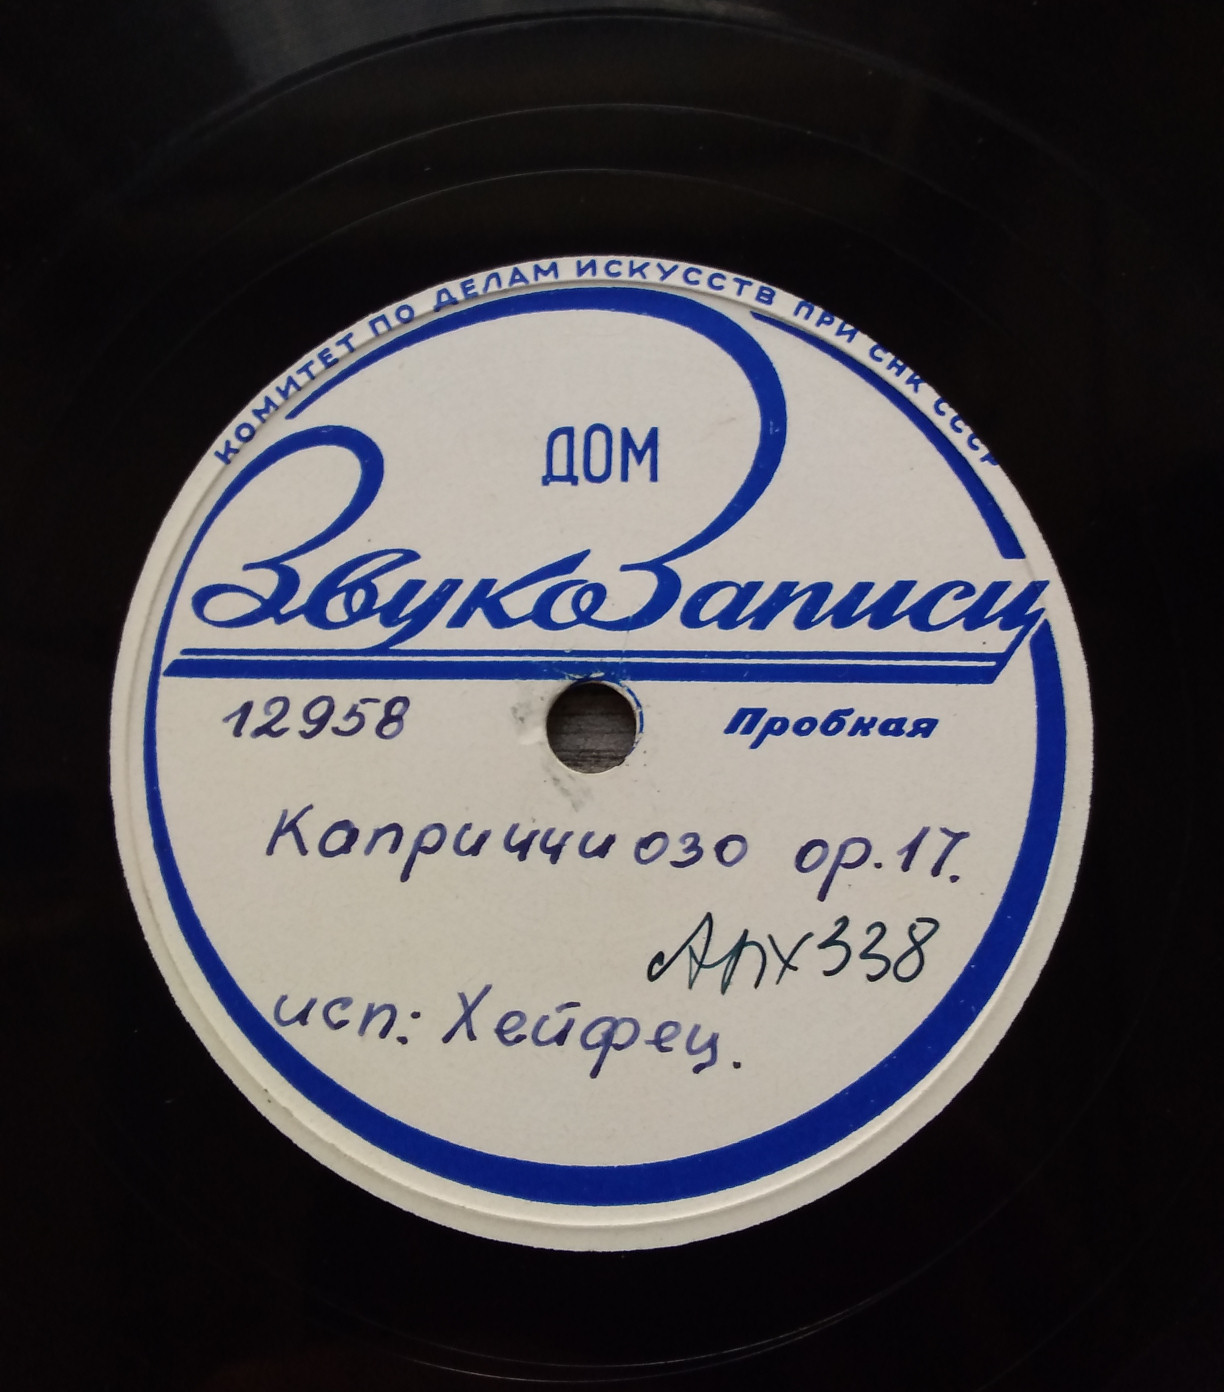 КОМИТЕТ ПО ДЕЛАМ ИСКУССТВ ПРИ СНК СССР
ДОМ
ЗвукоЗаписи
12958
Пробная
Каприччиозо ор.17.
Апх338
исп: Хейфец.